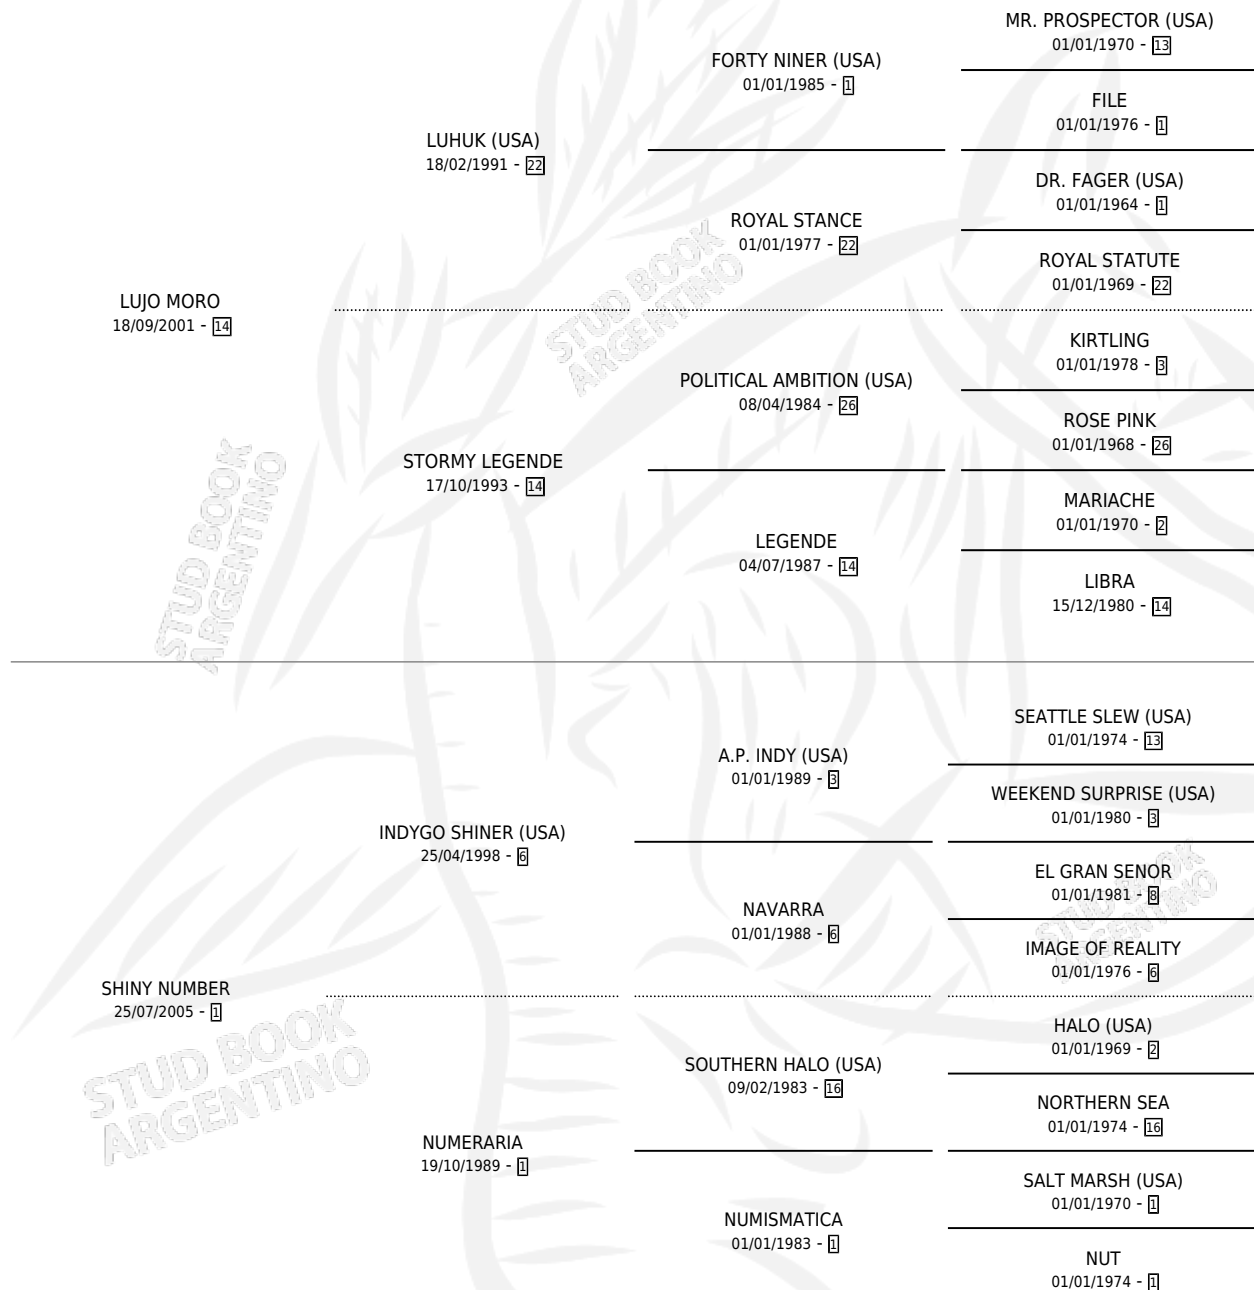 MR. PROSPECTOR (USA)
01/01/1970 - 13
FORTY NINER (USA)
01/01/1985 - 1
FILE
01/01/1976 - 1
LUHUK (USA)
18/02/1991 - 22
DR. FAGER (USA)
01/01/1964 - 1
ROYAL STANCE
01/01/1977 - 22
ROYAL STATUTE
01/01/1969 - 22
LUJO MORO
18/09/2001 - 14
KIRTLING
01/01/1978 - 3
POLITICAL AMBITION (USA)
08/04/1984 - 26
ROSE PINK
01/01/1968 - 26
STORMY LEGENDE
17/10/1993 - 14
MARIACHE
01/01/1970 - 2
LEGENDE
04/07/1987 - 14
LIBRA
15/12/1980 - 14
SEATTLE SLEW (USA)
01/01/1974 - 13
A.P. INDY (USA)
01/01/1989 - 3
WEEKEND SURPRISE (USA)
01/01/1980 - 3
INDYGO SHINER (USA)
25/04/1998 - 6
EL GRAN SENOR
01/01/1981 - 8
NAVARRA
01/01/1988 - 6
IMAGE OF REALITY
01/01/1976 - 6
SHINY NUMBER
25/07/2005 - 1
HALO (USA)
01/01/1969 - 2
SOUTHERN HALO (USA)
09/02/1983 - 16
NORTHERN SEA
01/01/1974 - 16
NUMERARIA
19/10/1989 - 1
SALT MARSH (USA)
01/01/1970 - 1
NUMISMATICA
01/01/1983 - 1
NUT
01/01/1974 - 1
STUD BOOK
ARGENTINO
STUD BOOK
ARGENTINO
STUD BOOK
ARGENTINO
STUD BOOK
ARGENTINO